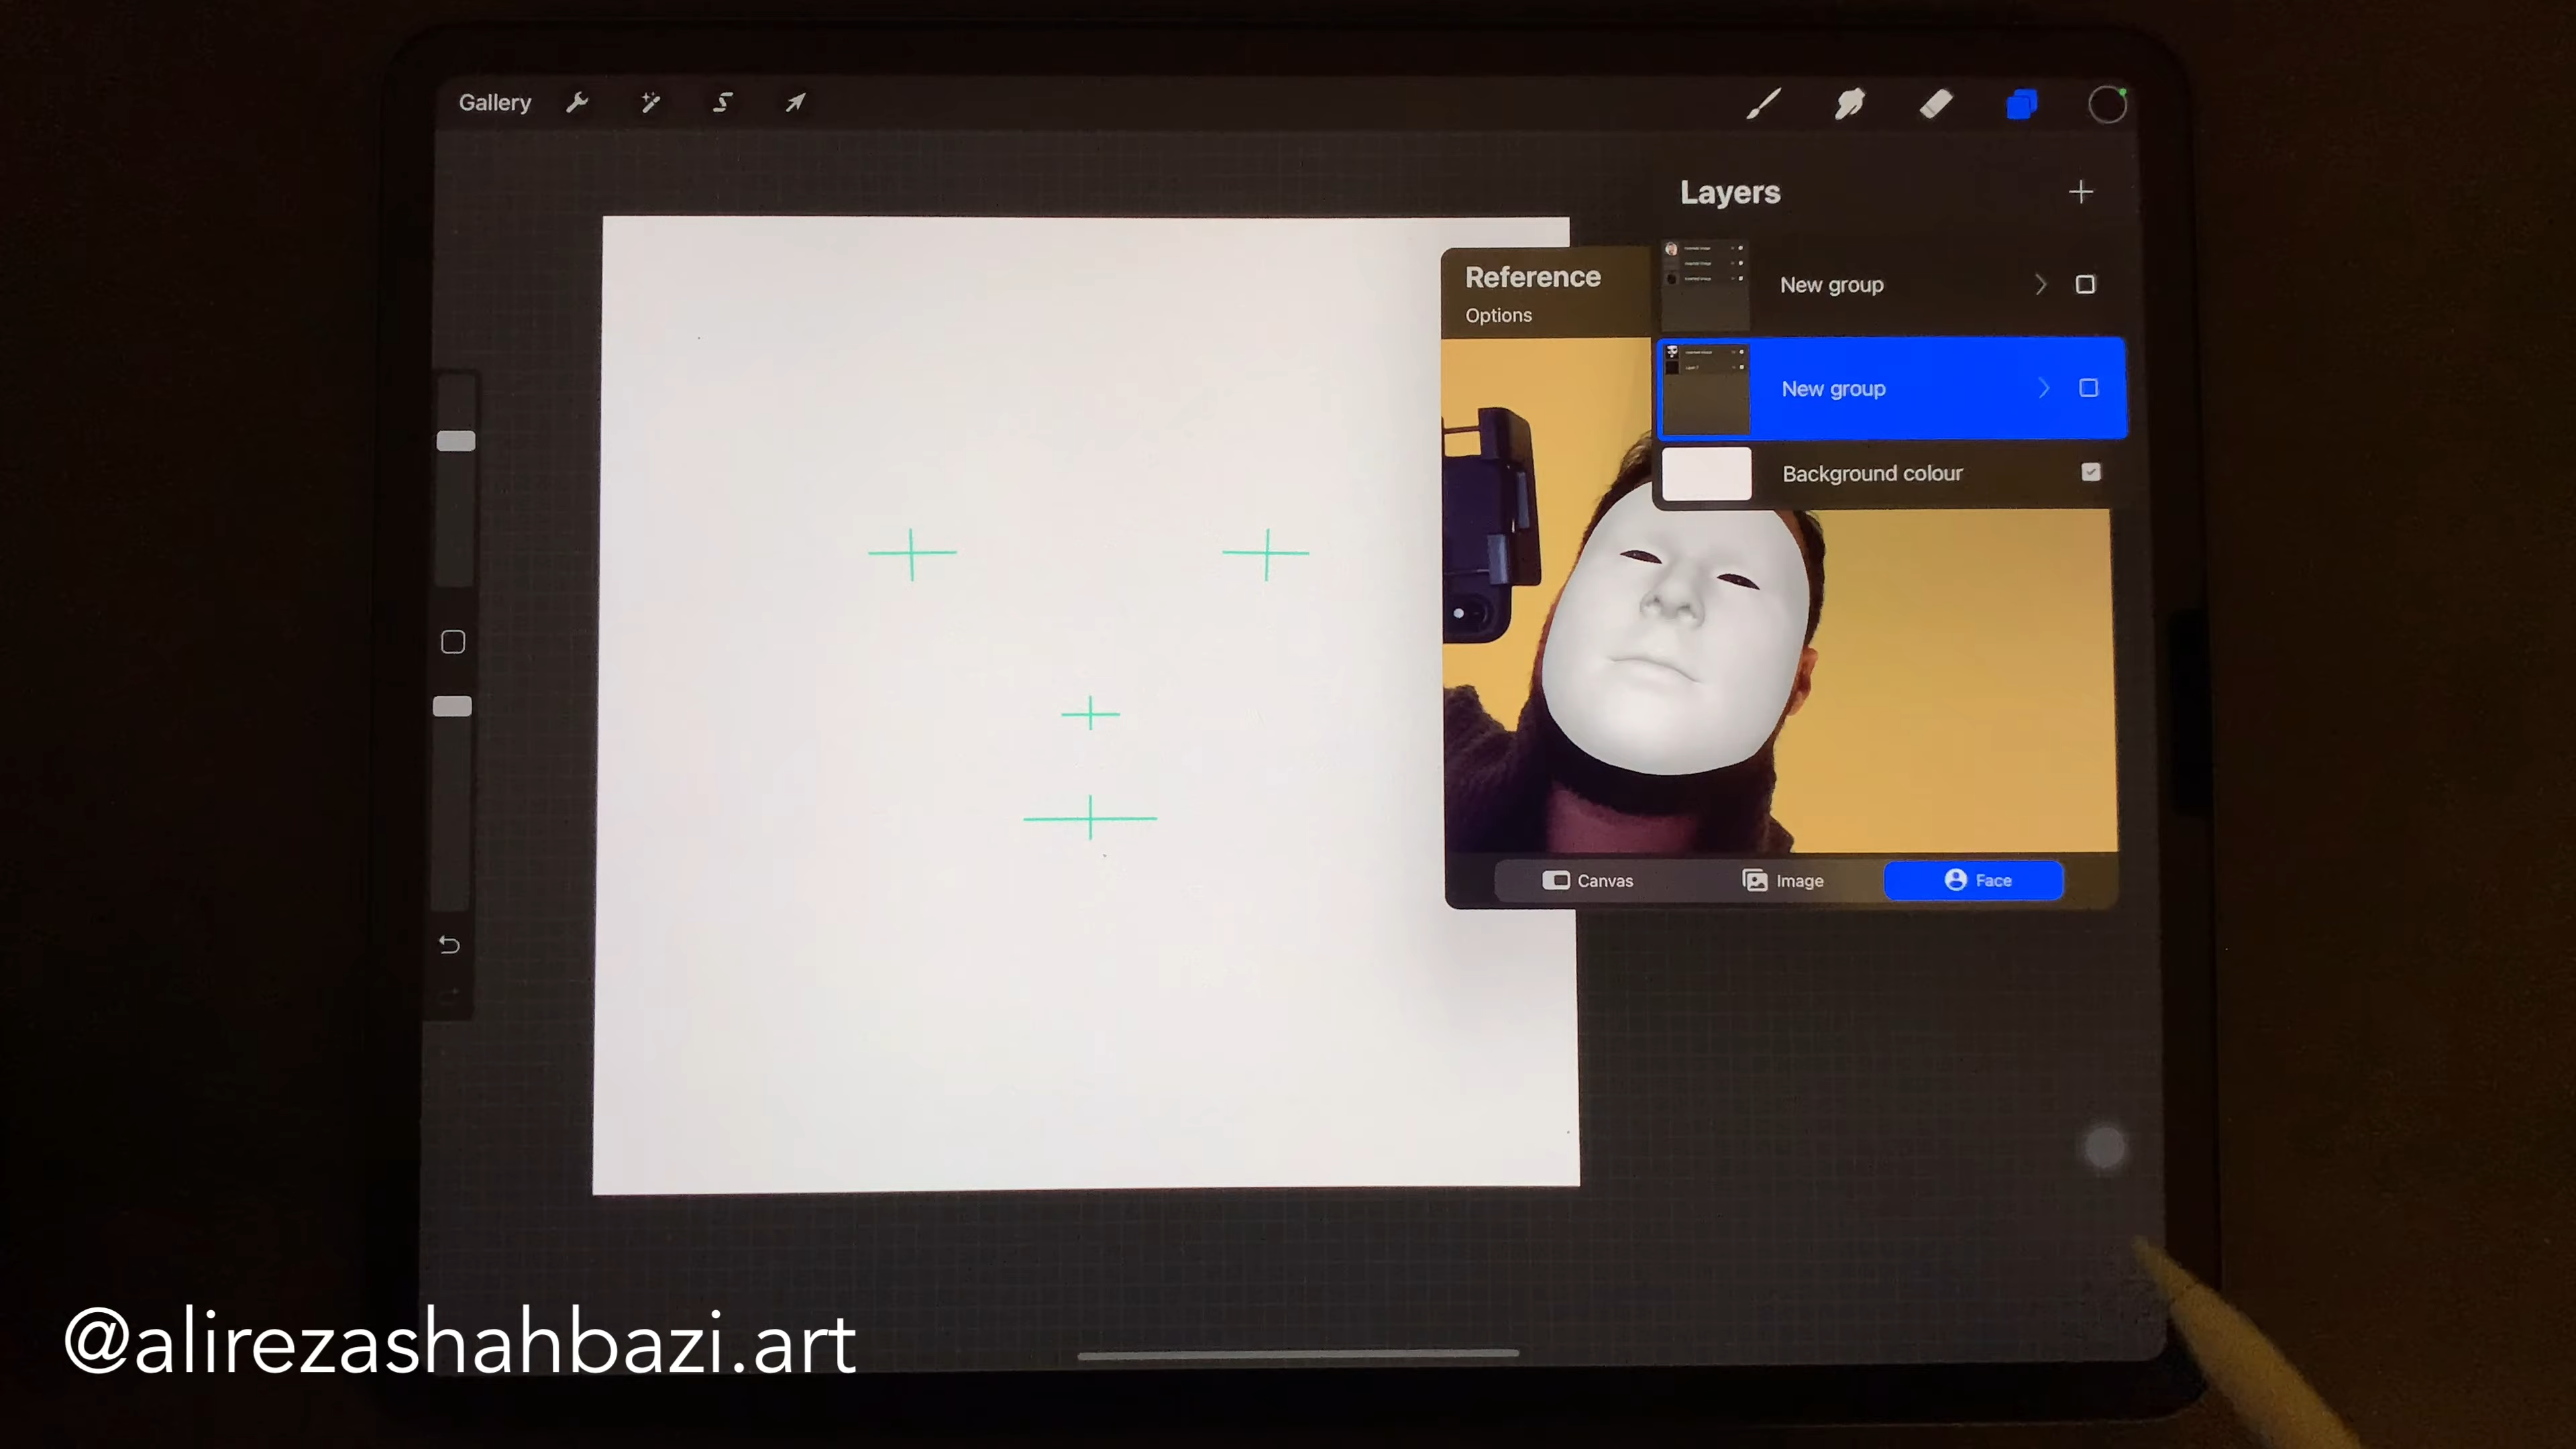 Gallery
Layers
New group
New group
Background colour
Reference
Options
Canvas
Image
Face
@alirezashahbazi.art